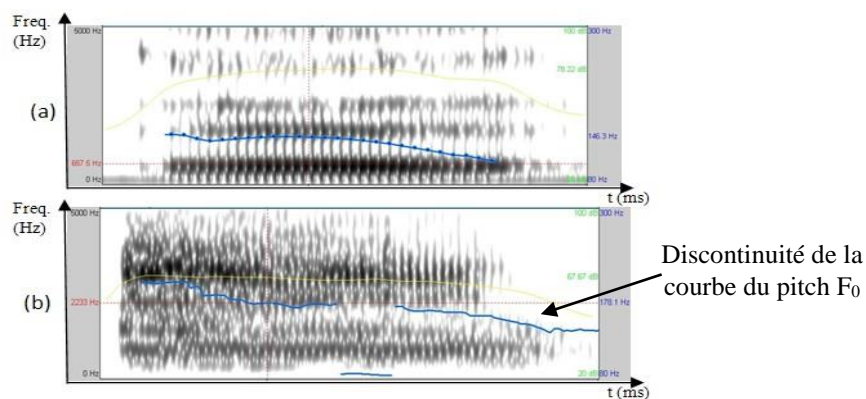 Freq.
(Hz)
5000 Hz
100 dB 300 Hz
78.22 dB
(a)
146.3 Hz
657.5 Hz
0 Hz
80 Hz
t (ms)
Freq.
(Hz)
5000 Hz
100 dB 300 Hz
Discontinuité de la
courbe du pitch F₀
67.67 dB
(b)
2233 Hz
178.1 Hz
0 Hz
20 dB 80 Hz
t (ms)